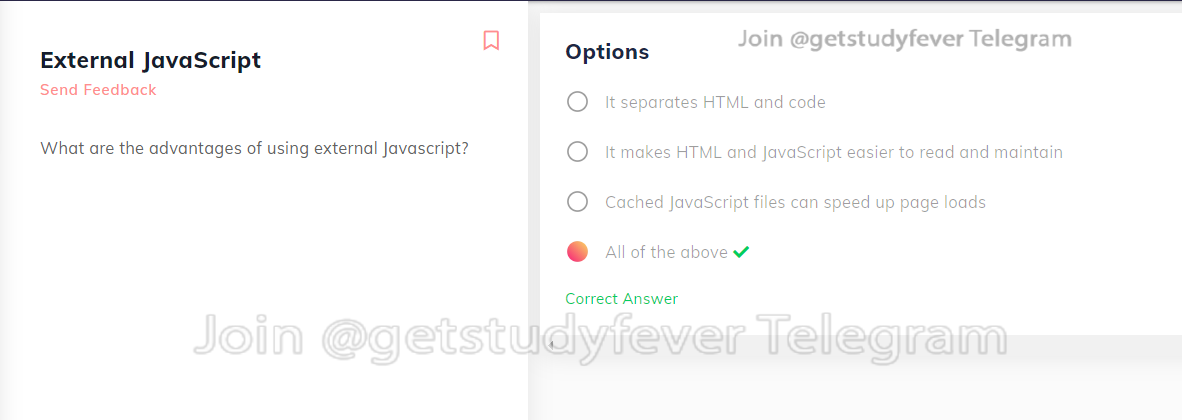 External JavaScript
Send Feedback
What are the advantages of using external Javascript?
Join @getstudyfever Telegram
Options
It separates HTML and code
It makes HTML and JavaScript easier to read and maintain
Cached JavaScript files can speed up page loads
All of the above
Correct Answer
Join @getstudyfever Telegram